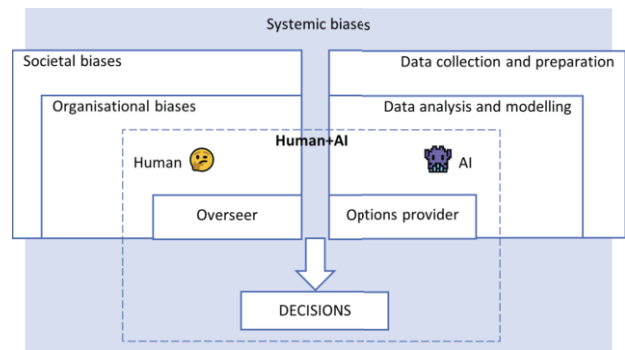 Systemic biases
Societal biases
Data collection and preparation
Organisational biases
Data analysis and modelling
Human+AI
Human
AI
Overseer
Options provider
DECISIONS